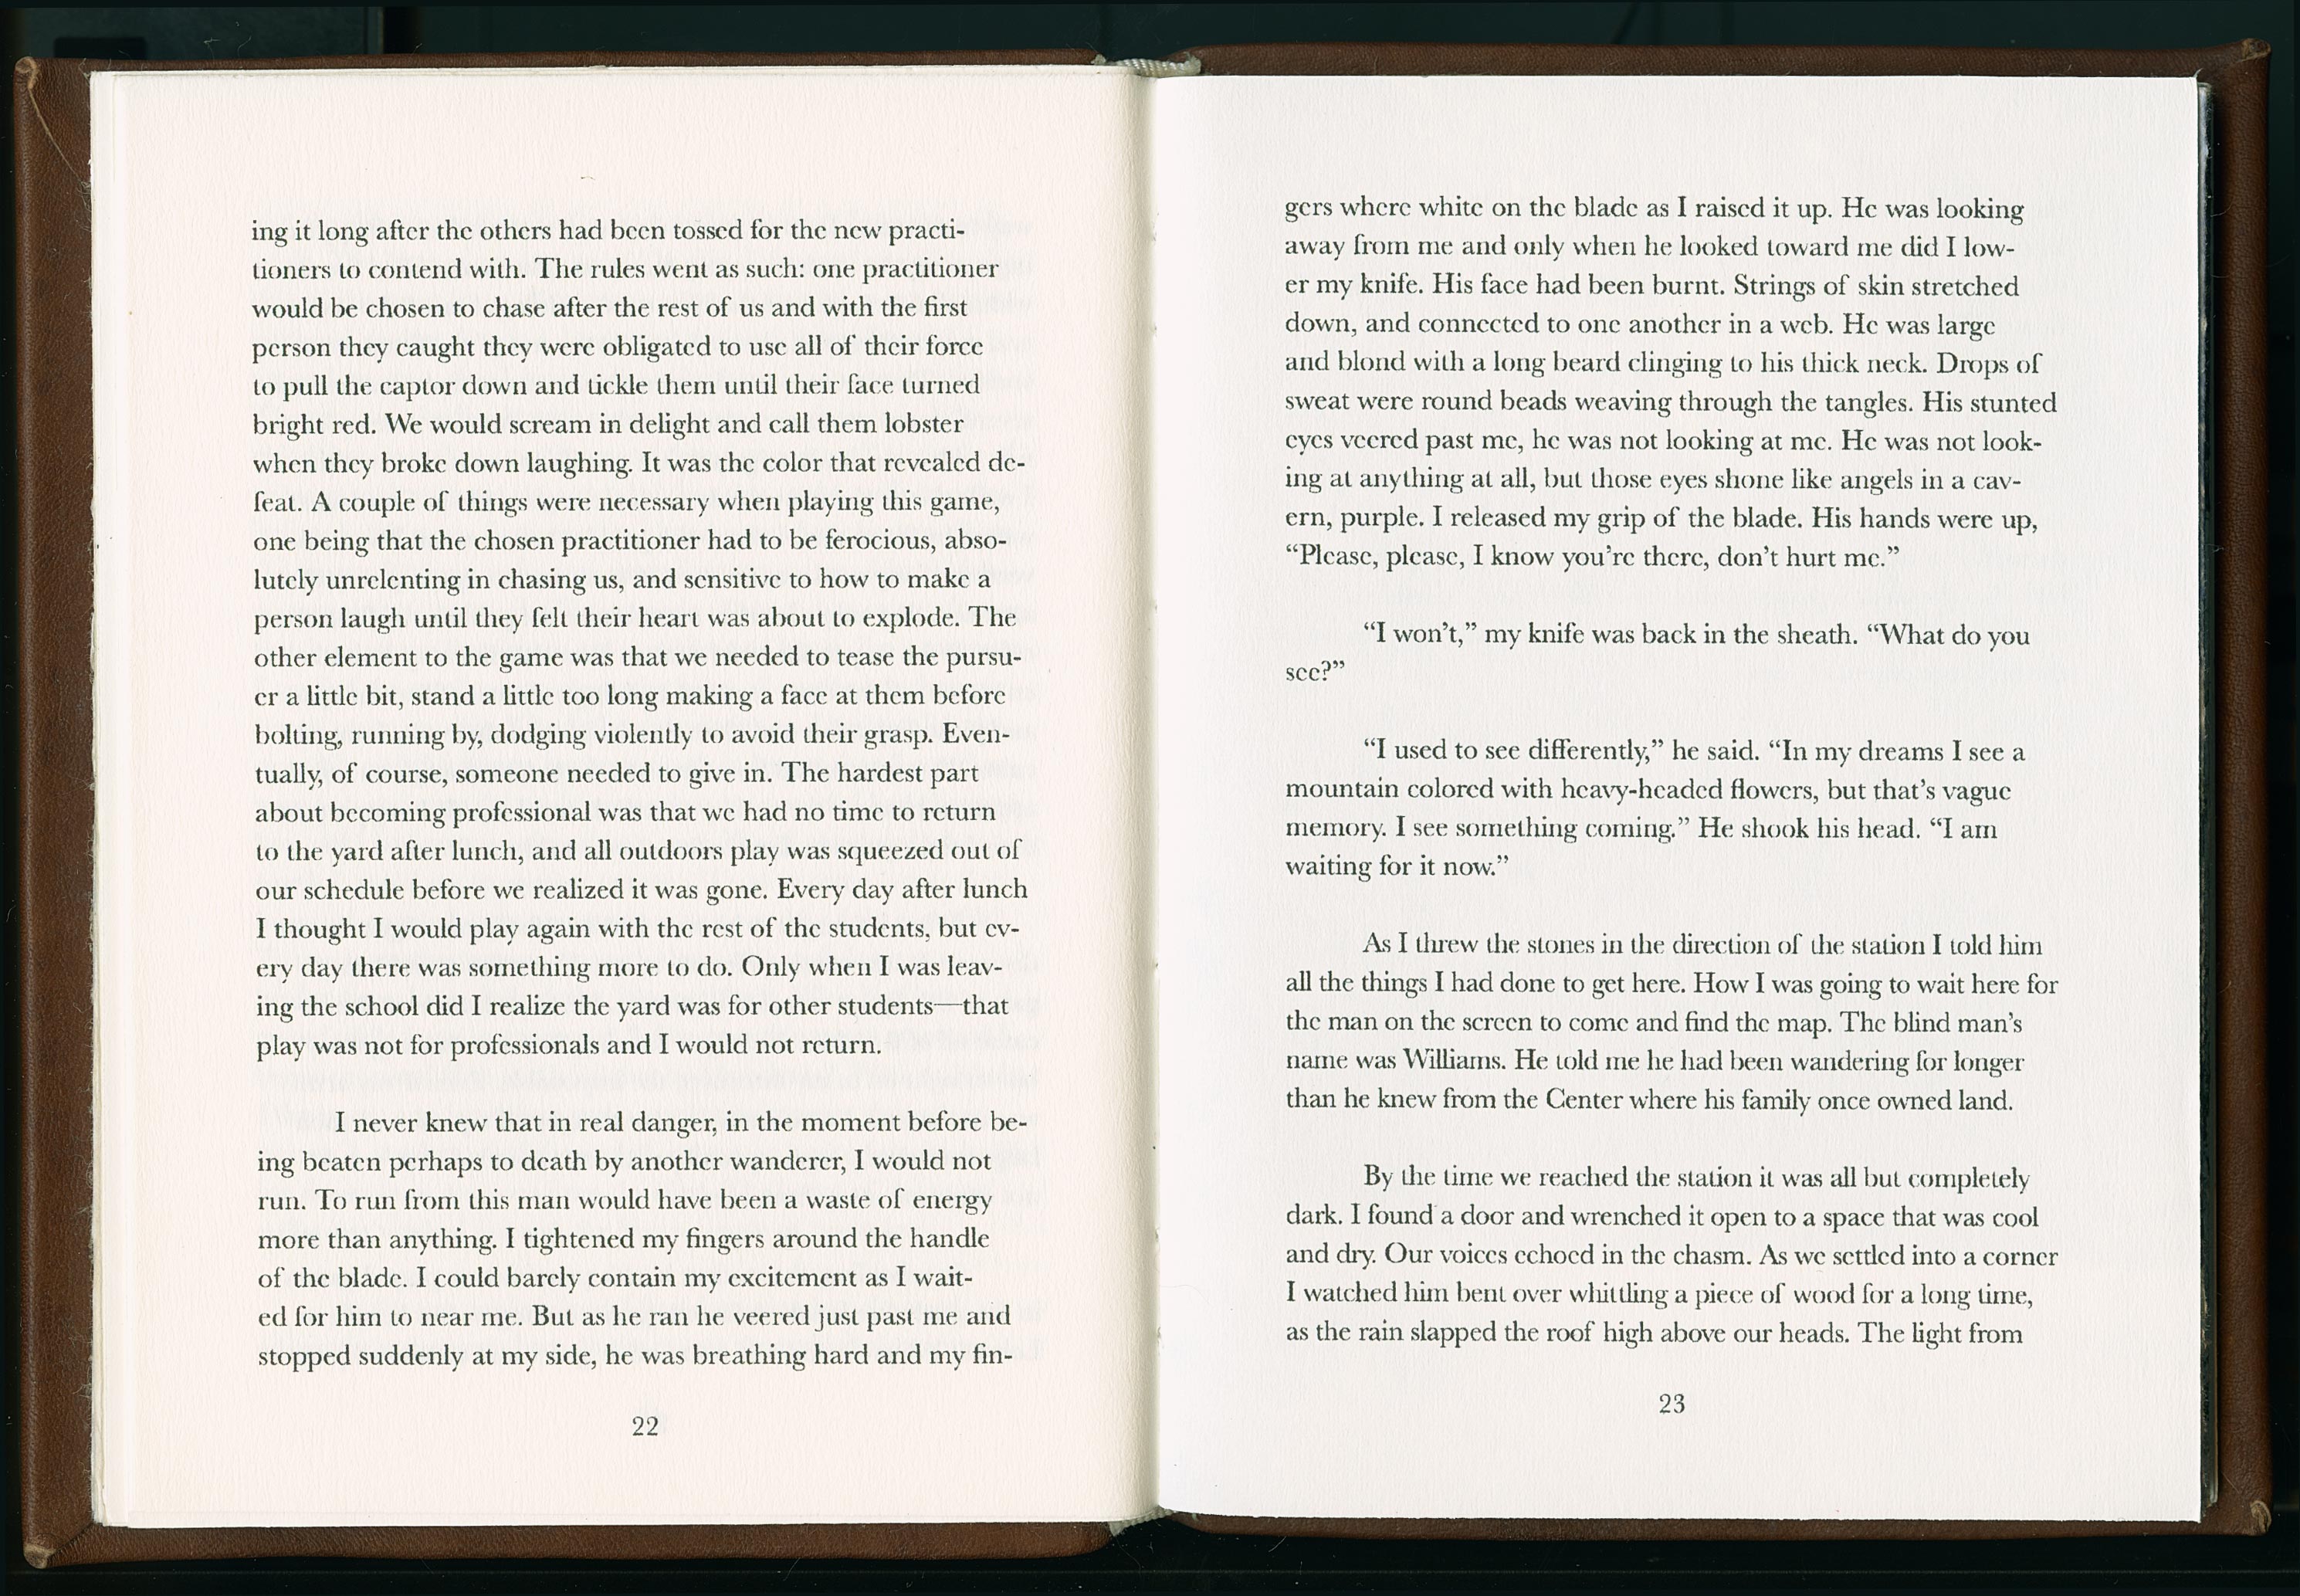 ing it long after the others had been tossed for the new practi-
tioners to contend with. The rules went as such: one practitioner
would be chosen to chase after the rest of us and with the first
person they caught they were obligated to use all of their force
to pull the captor down and tickle them until their face turned
bright red. We would scream in delight and call them lobster
when they broke down laughing. It was the color that revealed de-
feat. A couple of things were necessary when playing this game,
one being that the chosen practitioner had to be ferocious, abso-
lutely unrelenting in chasing us, and sensitive to how to make a
person laugh until they felt their heart was about to explode. The
other element to the game was that we needed to tease the pursu-
er a little bit, stand a little too long making a face at them before
bolting, running by, dodging violently to avoid their grasp. Even-
tually, of course, someone needed to give in. The hardest part
about becoming professional was that we had no time to return
to the yard after lunch, and all outdoors play was squeezed out of
our schedule before we realized it was gone. Every day after lunch
I thought I would play again with the rest of the students, but ev-
ery day there was something more to do. Only when I was leav-
ing the school did I realize the yard was for other students—that
play was not for professionals and I would not return.
I never knew that in real danger, in the moment before be-
ing beaten perhaps to death by another wanderer, I would not
run. To run from this man would have been a waste of energy
more than anything. I tightened my fingers around the handle
of the blade. I could barely contain my excitement as I wait-
ed for him to near me. But as he ran he veered just past me and
stopped suddenly at my side, he was breathing hard and my fin-
22
gers where white on the blade as I raised it up. He was looking
away from me and only when he looked toward me did I low-
er my knife. His face had been burnt. Strings of skin stretched
down, and connected to one another in a web. He was large
and blond with a long beard clinging to his thick neck. Drops of
sweat were round beads weaving through the tangles. His stunted
eyes veered past me, he was not looking at me. He was not look-
ing at anything at all, but those eyes shone like angels in a cav-
ern, purple. I released my grip of the blade. His hands were up,
“Please, please, I know you’re there, don’t hurt me.”
“I won’t,” my knife was back in the sheath. “What do you
see?”
“I used to see differently,” he said. “In my dreams I see a
mountain colored with heavy-headed flowers, but that’s vague
memory. I see something coming.” He shook his head. “I am
waiting for it now.”
As I threw the stones in the direction of the station I told him
all the things I had done to get here. How I was going to wait here for
the man on the screen to come and find the map. The blind man’s
name was Williams. He told me he had been wandering for longer
than he knew from the Center where his family once owned land.
By the time we reached the station it was all but completely
dark. I found a door and wrenched it open to a space that was cool
and dry. Our voices echoed in the chasm. As we settled into a corner
I watched him bent over whittling a piece of wood for a long time,
as the rain slapped the roof high above our heads. The light from
23